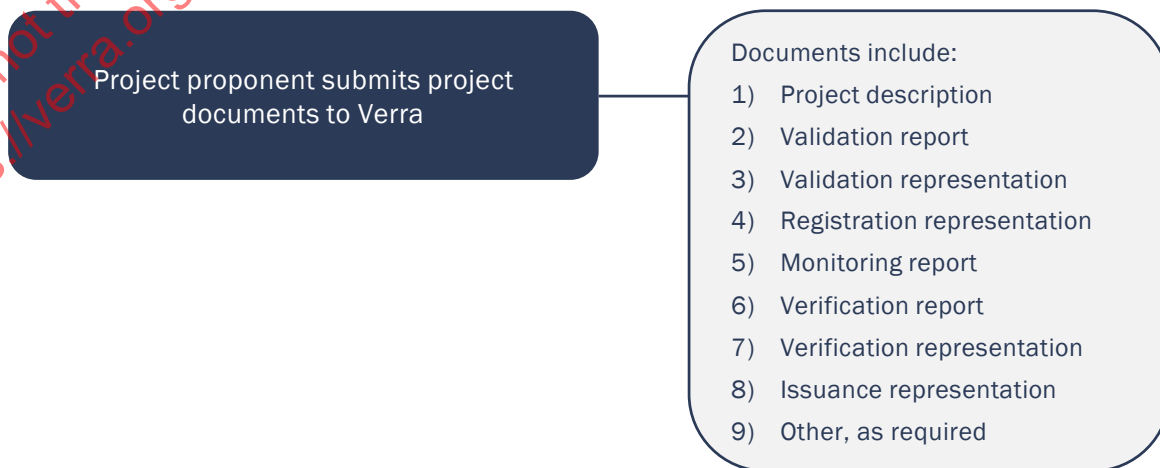 Project proponent submits project
documents to Verra
Documents include:
1) Project description
2) Validation report
3) Validation representation
4) Registration representation
5) Monitoring report
6) Verification report
7) Verification representation
8) Issuance representation
9) Other, as required